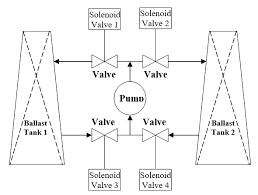 Solenoid
Valve 1
Solenoid
Valve 2
Valve
Valve
Pump
Ballast
Tank 1
Ballast
Tank 2
Valve
Valve
Solenoid
Valve 3
Solenoid
Valve 4